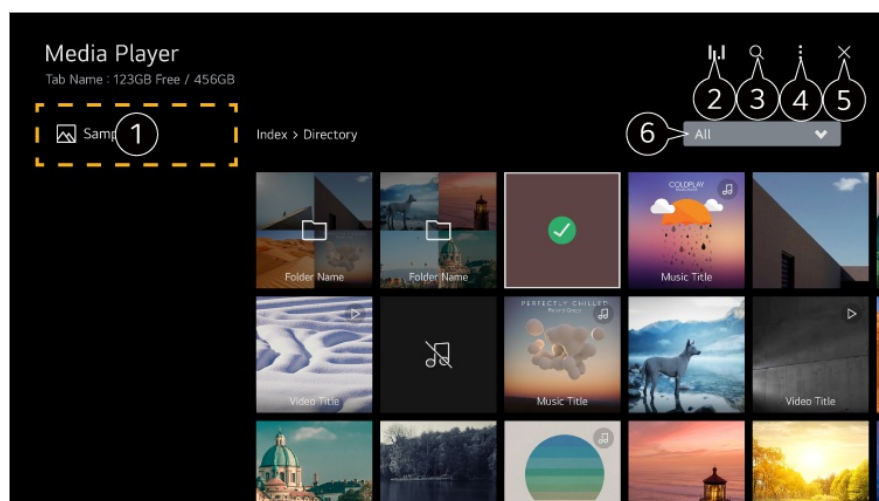 Media Player
Tab Name : 123GB Free / 456GB
1
2
3
4
5
6
Index > Directory
All
Folder Name
Folder Name
COLDPLAY
Music Title
Video Title
PERFECTLY CHILLED
Music Title
Video Title